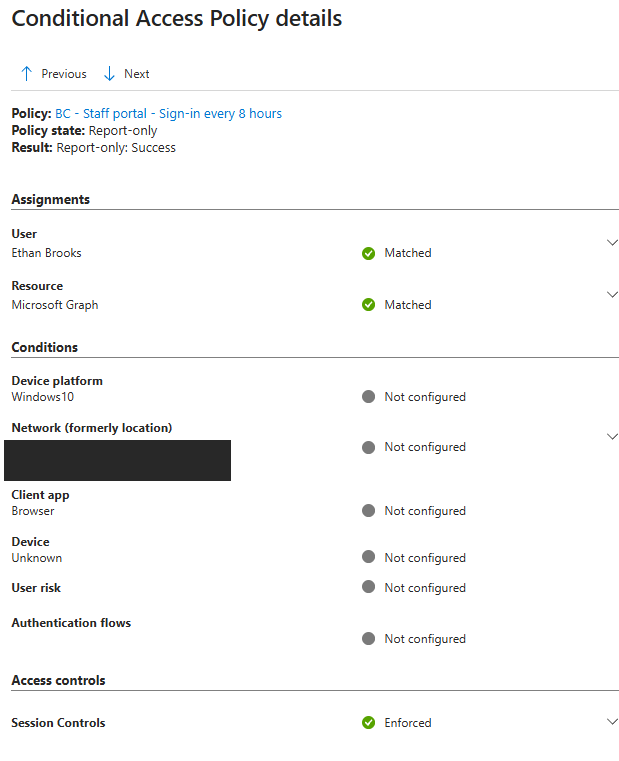 Conditional Access Policy details
Previous Next
Policy: BC - Staff portal - Sign-in every 8 hours
Policy state: Report-only
Result: Report-only: Success
Assignments
User
Ethan Brooks Matched
Resource
Microsoft Graph Matched
Conditions
Device platform
Windows10 Not configured
Network (formerly location)
Not configured
Client app
Browser Not configured
Device
Unknown Not configured
User risk Not configured
Authentication flows
Not configured
Access controls
Session Controls Enforced